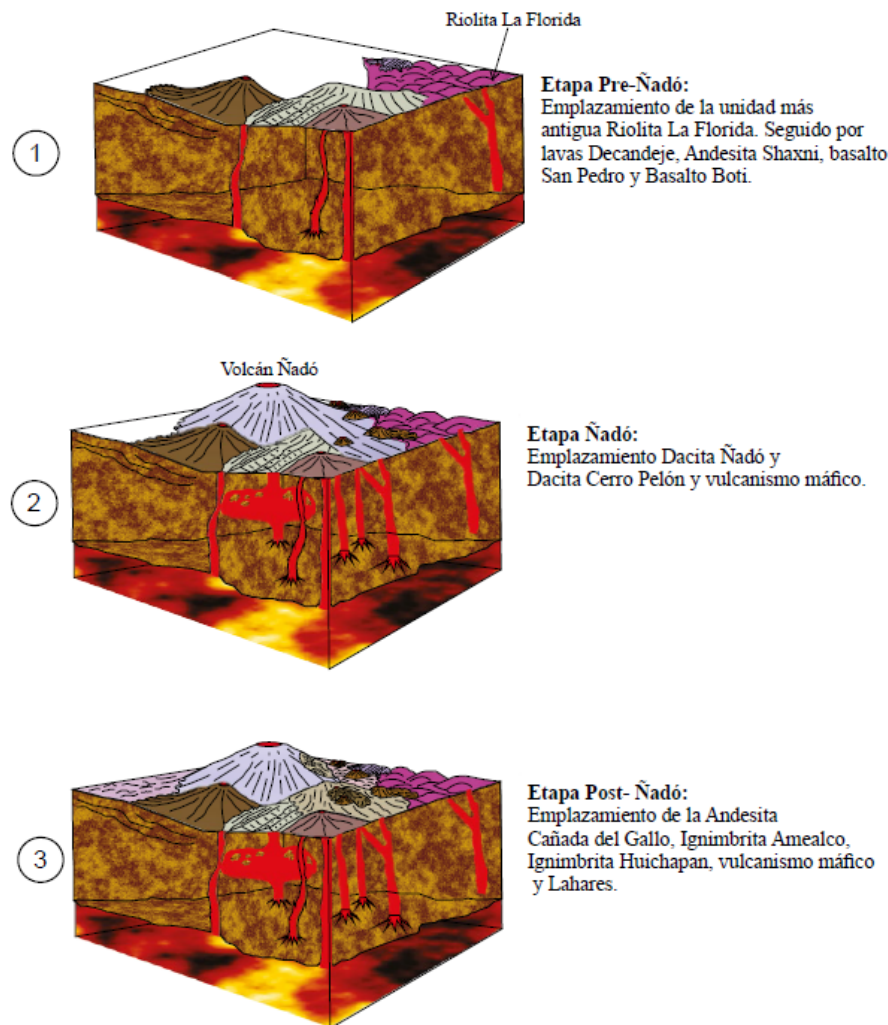 Riolita La Florida
Etapa Pre-Ñadó:
Emplazamiento de la unidad más
antigua Riolita La Florida. Seguido por
lavas Decandeje, Andesita Shaxni, basalto
San Pedro y Basalto Boti.
1
Volcán Ñadó
Etapa Ñadó:
Emplazamiento Dacita Ñadó y
Dacita Cerro Pelón y vulcanismo máfico.
2
Etapa Post- Ñadó:
Emplazamiento de la Andesita
Cañada del Gallo, Ignimbrita Amealco,
Ignimbrita Huichapan, vulcanismo máfico
y Lahares.
3